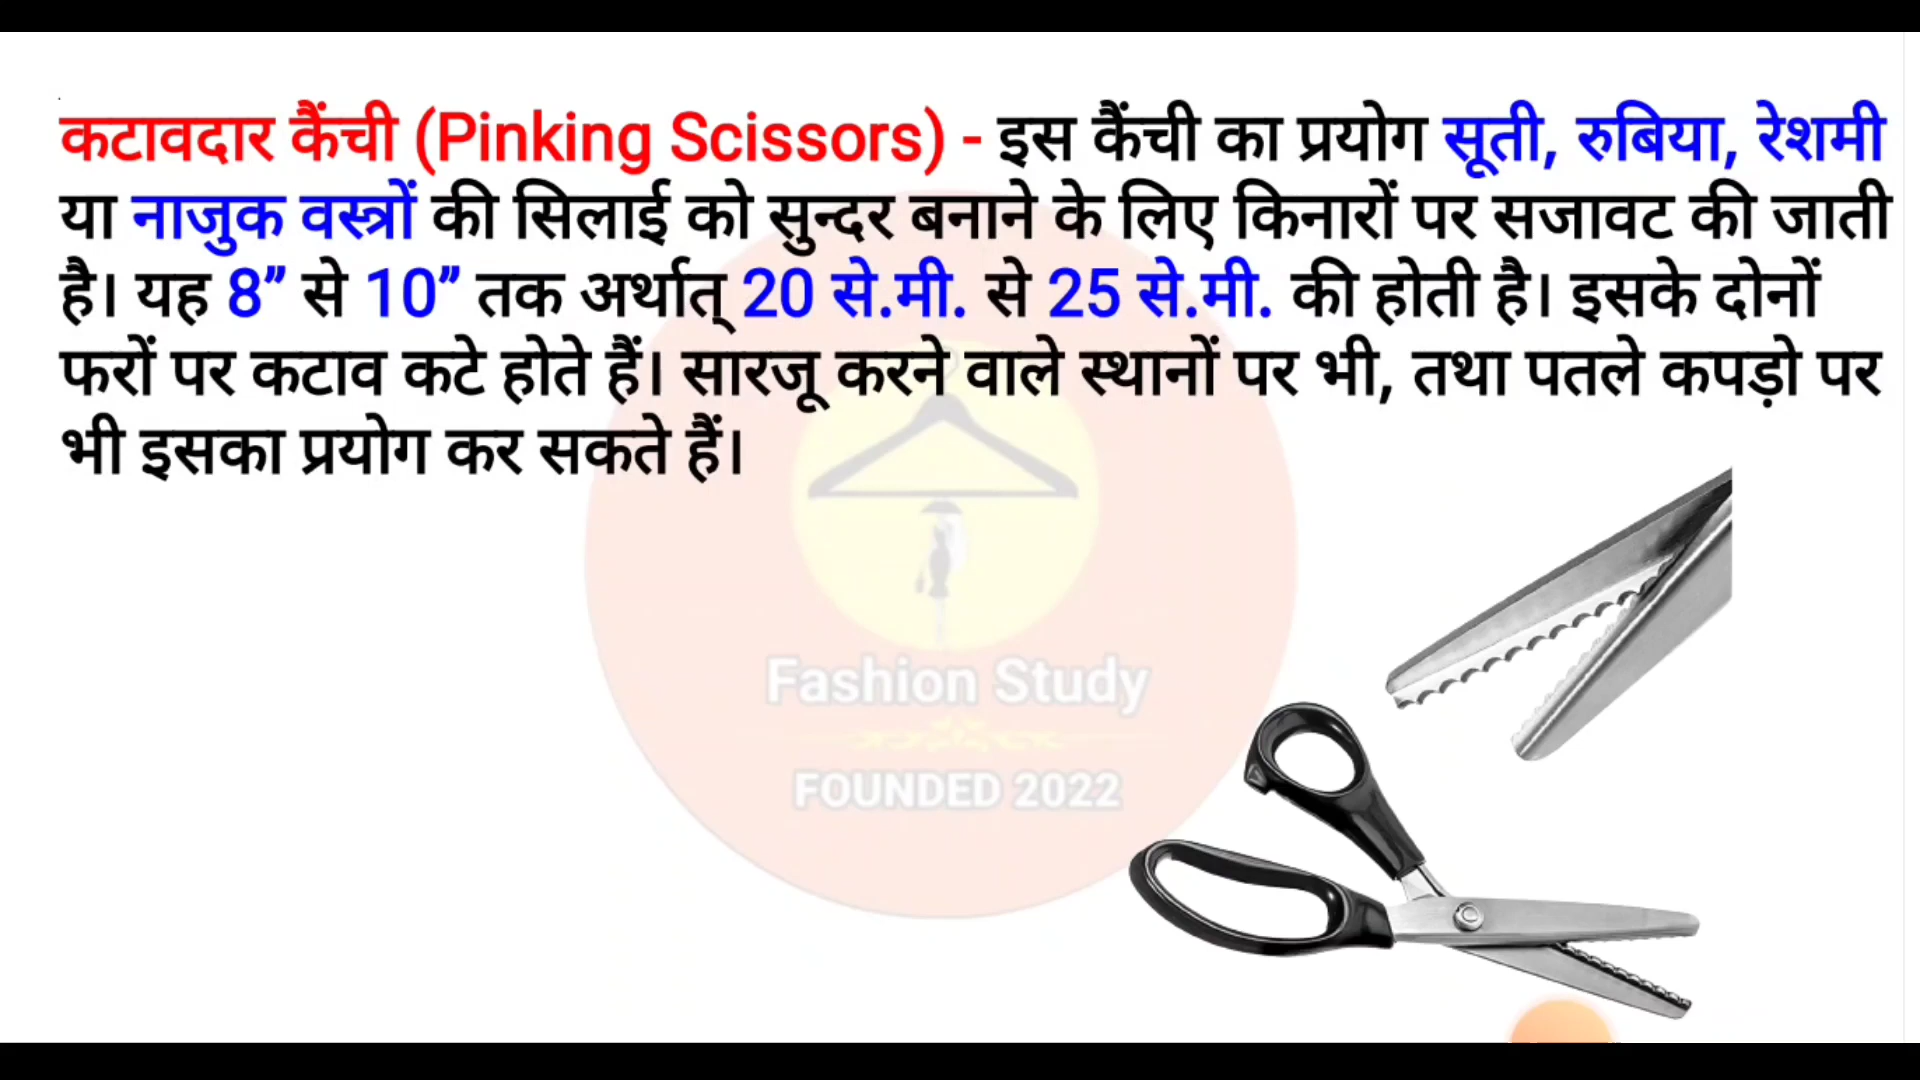 कटावदार कैंची (Pinking Scissors) - इस कैंची का प्रयोग सूती, रुबिया, रेशमी
या नाजुक वस्त्रों की सिलाई को सुन्दर बनाने के लिए किनारों पर सजावट की जाती
है। यह 8” से 10” तक अर्थात् 20 से.मी. से 25 से.मी. की होती है। इसके दोनों
फरों पर कटाव कटे होते हैं। सारजू करने वाले स्थानों पर भी, तथा पतले कपड़ो पर
भी इसका प्रयोग कर सकते हैं।
Fashion Study
FOUNDED 2022